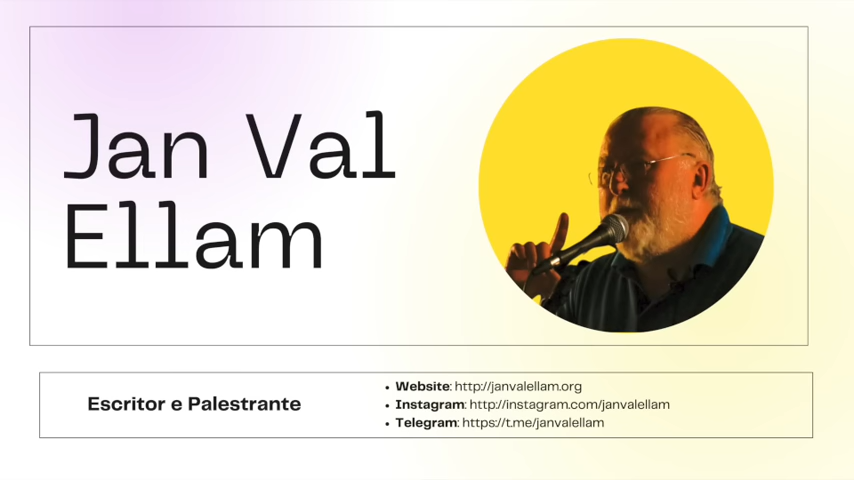 Jan Val
Ellam
Escritor e Palestrante
• Website: http://janvalellam.org
• Instagram: http://instagram.com/janvalellam
• Telegram: https://t.me/janvalellam